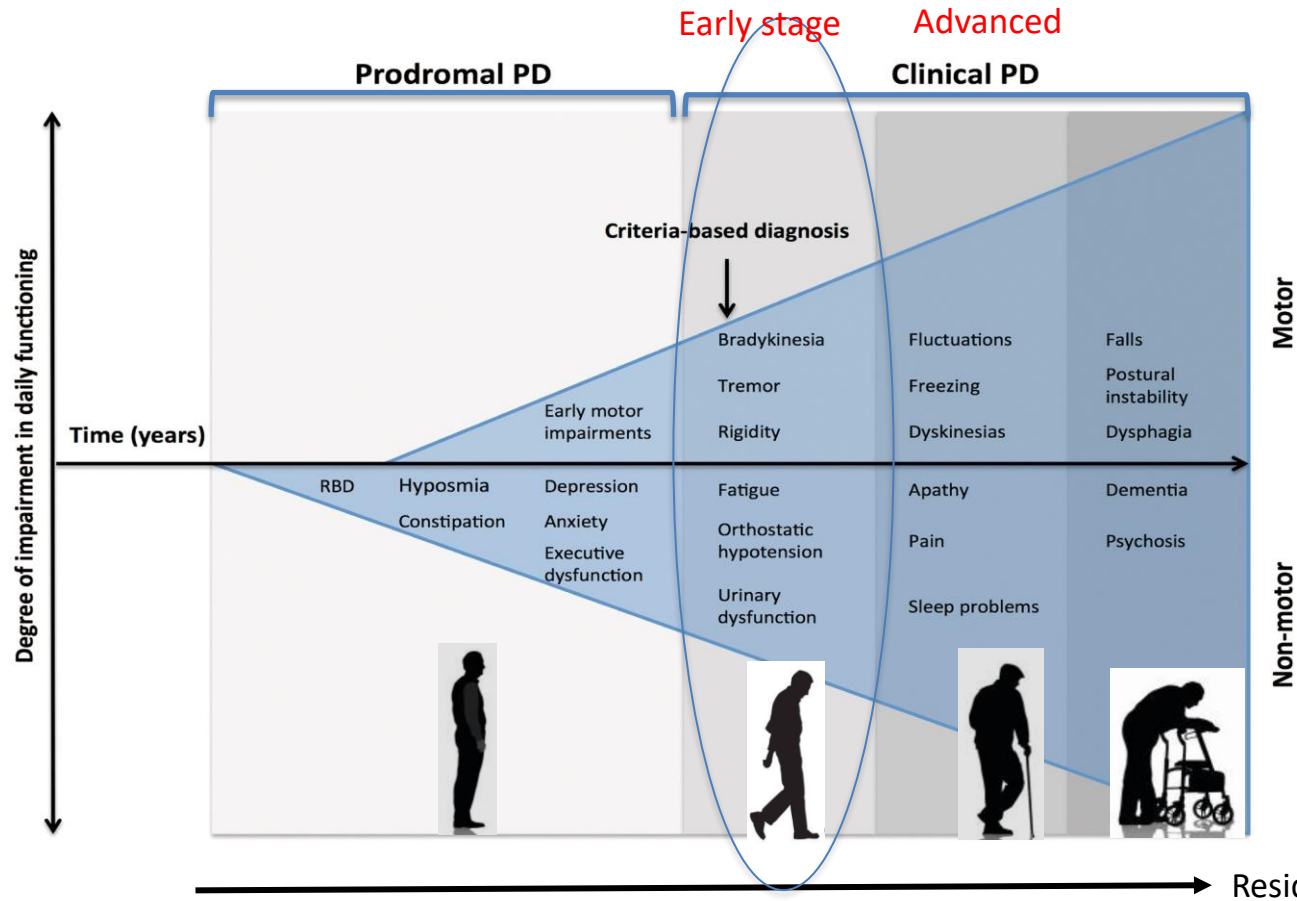 Early stage
Advanced
Prodromal PD
Clinical PD
Criteria-based diagnosis
Degree of impairment in daily functioning
Time (years)
Motor
Non-motor
Early motor
impairments
Bradykinesia
Tremor
Rigidity
Fluctuations
Freezing
Dyskinesias
Falls
Postural
instability
Dysphagia
RBD
Hyposmia
Constipation
Depression
Anxiety
Executive
dysfunction
Fatigue
Orthostatic
hypotension
Urinary
dysfunction
Apathy
Pain
Sleep problems
Dementia
Psychosis